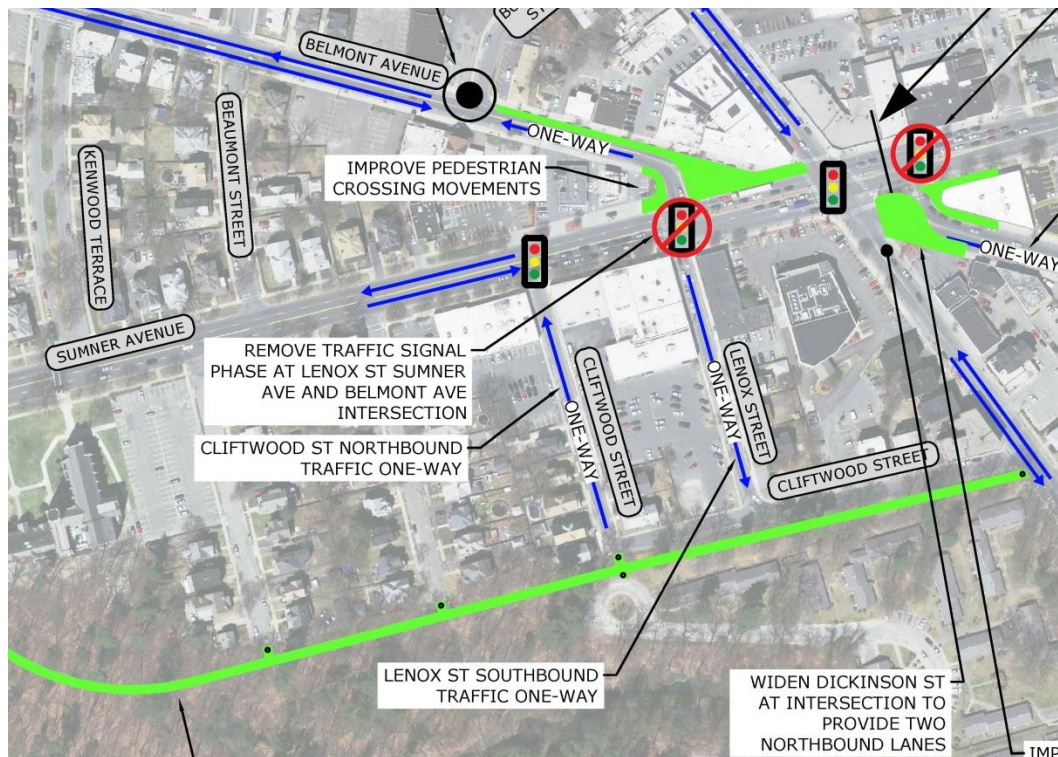 BELMONT AVENUE
ONE-WAY
BEAUMONT STREET
KENWOOD TERRACE
IMPROVE PEDESTRIAN
CROSSING MOVEMENTS
ONE-WAY
SUMNER AVENUE
REMOVE TRAFFIC SIGNAL
PHASE AT LENOX ST SUMNER
AVE AND BELMONT AVE
INTERSECTION
CLIFTWOOD STREET
ONE-WAY
LENOX STREET
ONE-WAY
CLIFTWOOD ST NORTHBOUND
TRAFFIC ONE-WAY
CLIFTWOOD STREET
LENOX ST SOUTHBOUND
TRAFFIC ONE-WAY
WIDEN DICKINSON ST
AT INTERSECTION TO
PROVIDE TWO
NORTHBOUND LANES